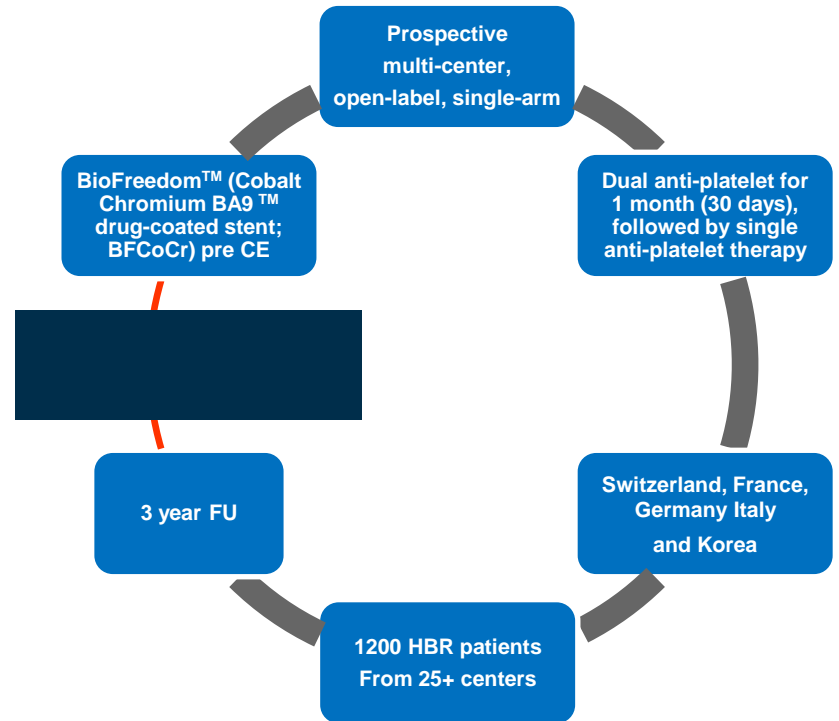 Prospective
multi-center,
open-label, single-arm
Dual anti-platelet for
1 month (30 days),
followed by single
anti-platelet therapy
Switzerland, France,
Germany Italy
and Korea
1200 HBR patients
From 25+ centers
3 year FU
BioFreedom™ (Cobalt
Chromium BA9 ™
drug-coated stent;
BFCoCr) pre CE